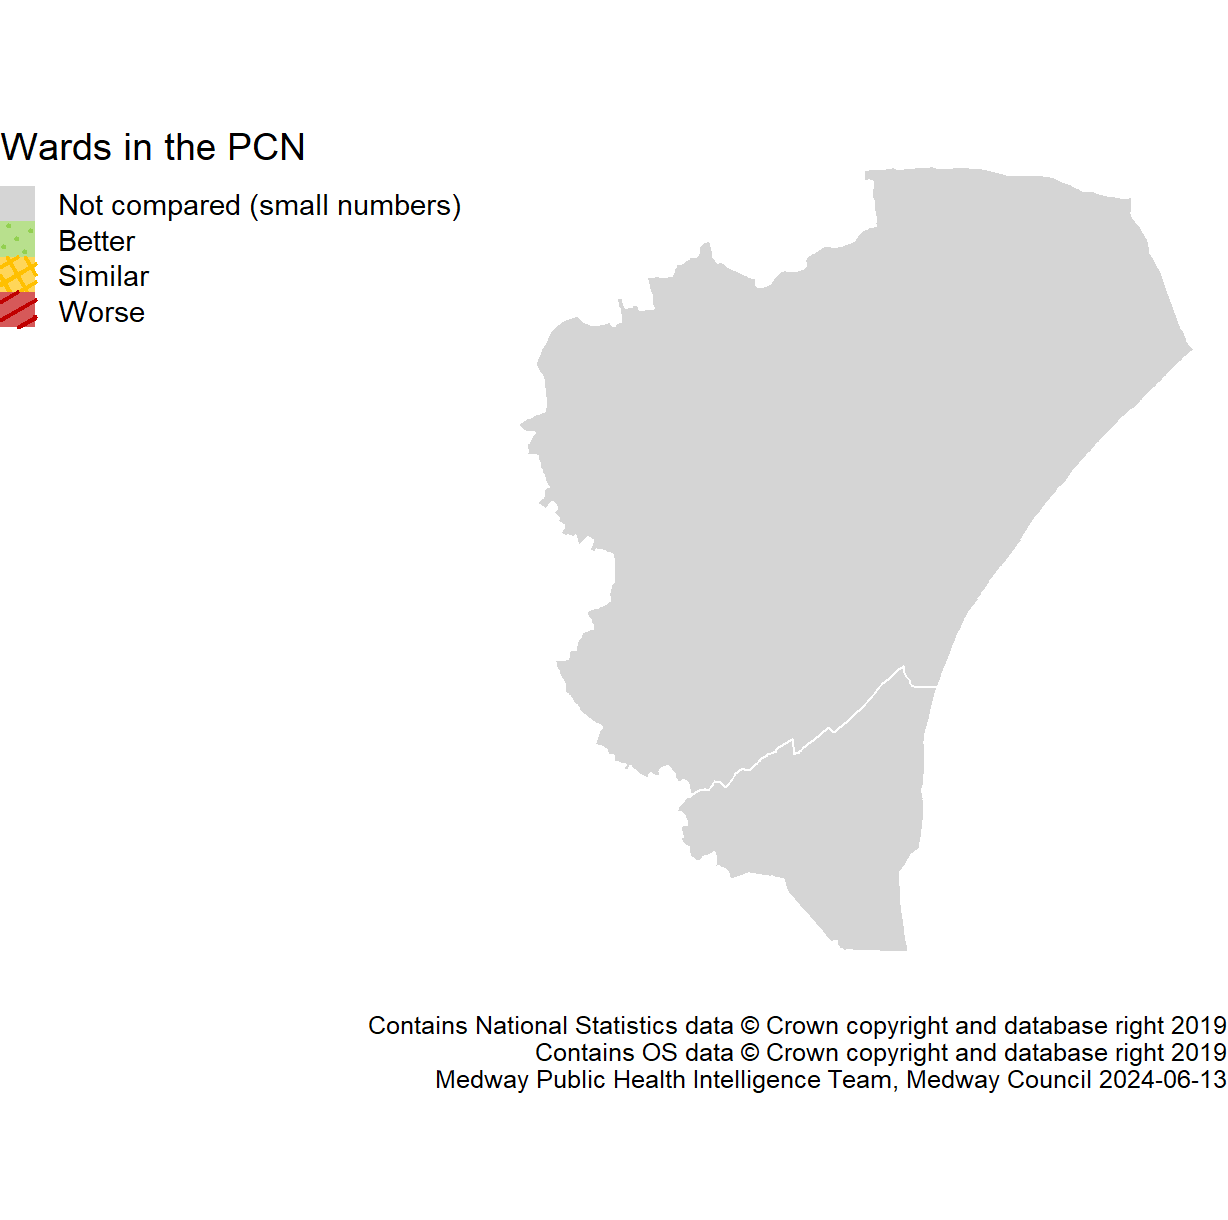 Wards in the PCN
Not compared (small numbers)
Better
Similar
Worse
Contains National Statistics data © Crown copyright and database right 2019
Contains OS data © Crown copyright and database right 2019
Medway Public Health Intelligence Team, Medway Council 2024-06-13